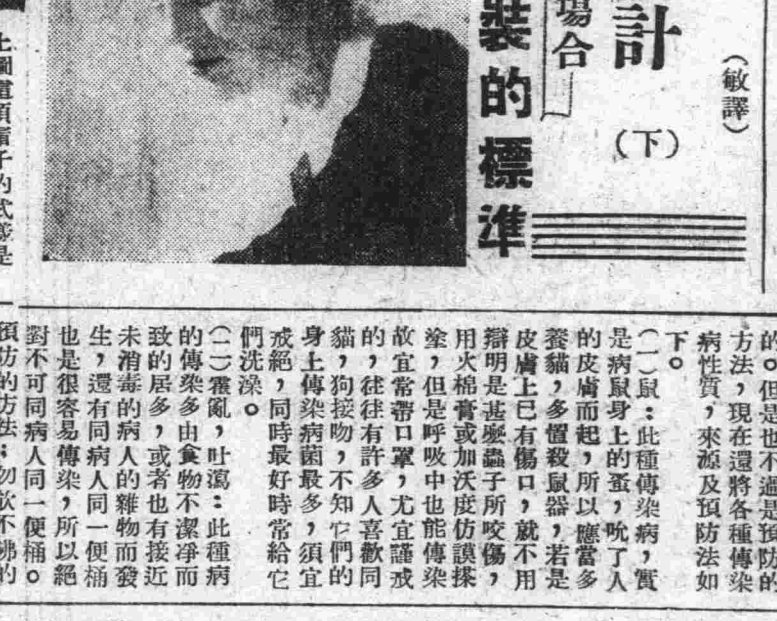 (敏譯)
計
(下)
場合
裝的標準
的。但是也不過是預防的
方法,現在還將各種傳染
病性質,來源及預防法如
下。
(一)鼠:此種傳染病,實
是病鼠身上的蚤,吮了人
的皮膚而起,所以應當多
養貓,多置殺鼠器,若是
皮膚上已有傷口,就不用
辯明是甚麼蟲子所咬傷,
用火棉膏或加沃度仿謨搽
塗,但是呼吸中也能傳染
故宜常帶口罩,尤宜謹戒
的,往往有許多人喜歡同
貓,狗接吻,不知它們的
身上傳染病菌最多,須宜
戒絕,同時最好時常給它
們洗澡。
(二)霍亂,吐瀉:此種病
的傳染多由食物不潔淨而
致的居多,或者也有接近
未消毒的病人的雜物而發
生,還有同病人同一便桶
也是很容易傳染,所以絕
對不可同病人同一便桶。
預防的方法:勿飲不沸的